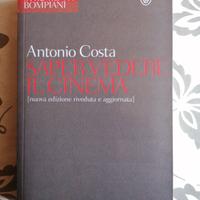 BOMPIANI
Antonio Costa
SAPER VEDERE
IL CINEMA
[nuova edizione riveduta e aggiornata]